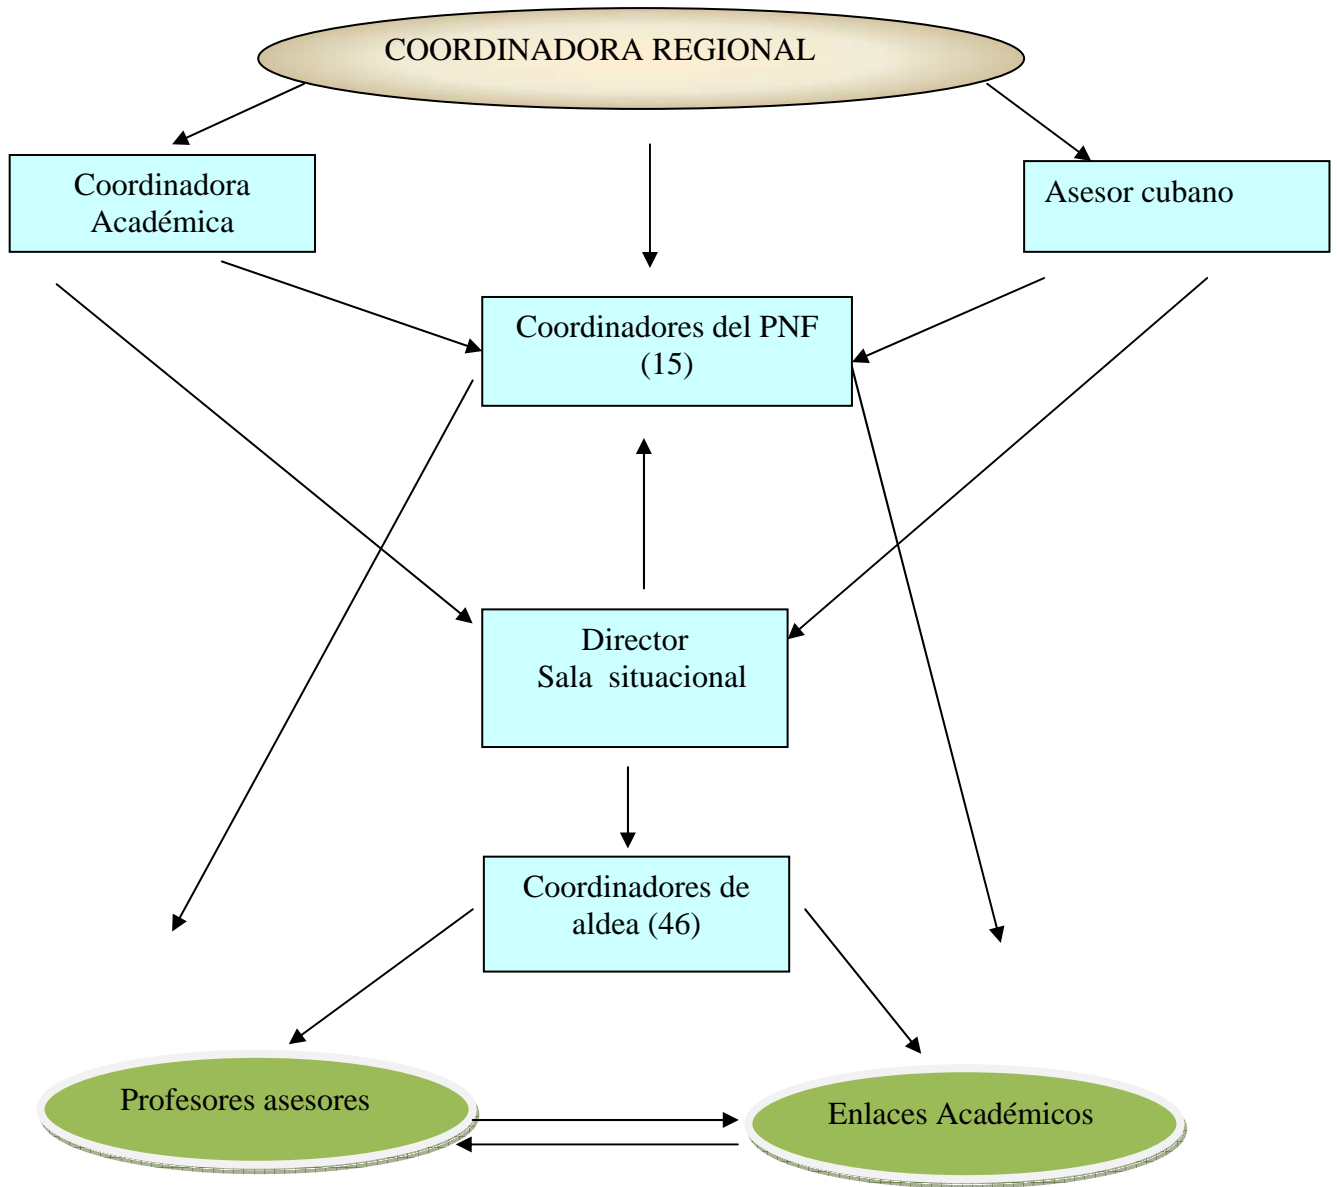 COORDINADORA REGIONAL
Coordinadora
Académica
Asesor cubano
Coordinadores del PNF
(15)
Director
Sala situacional
Coordinadores de
aldea (46)
Profesores asesores
Enlaces Académicos